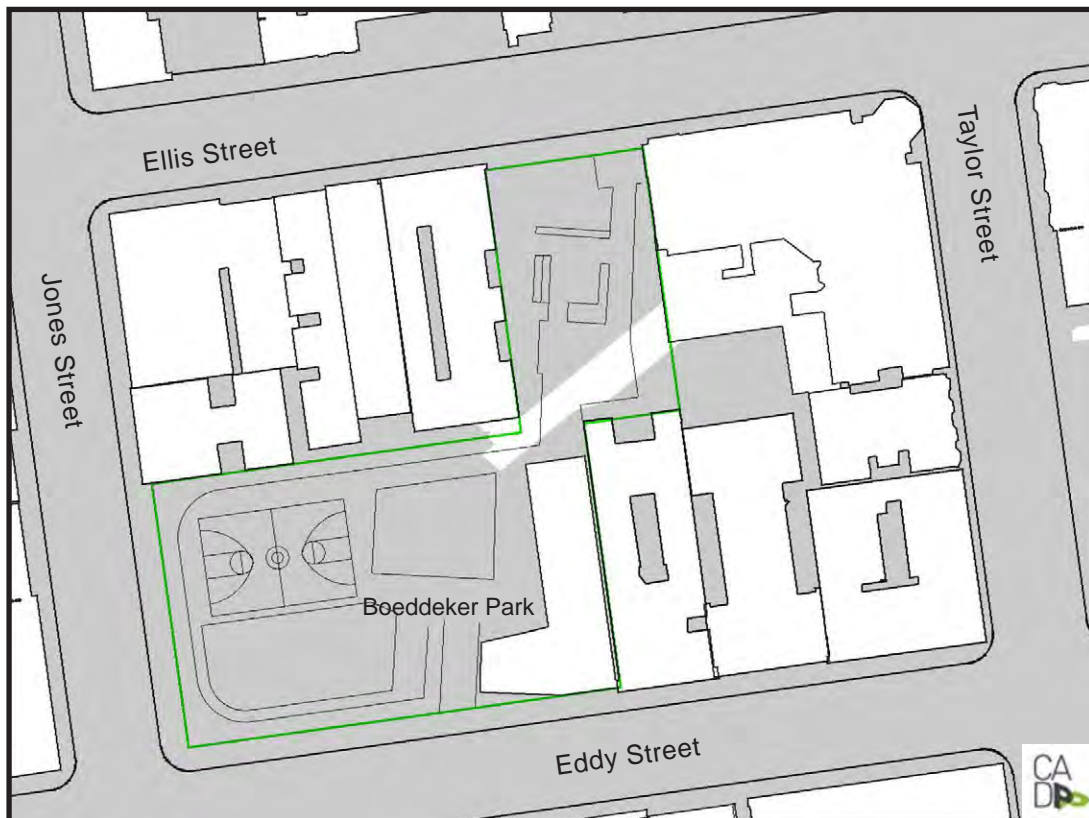 Ellis Street
Taylor Street
Jones Street
Boeddeker Park
Eddy Street
CA
DP